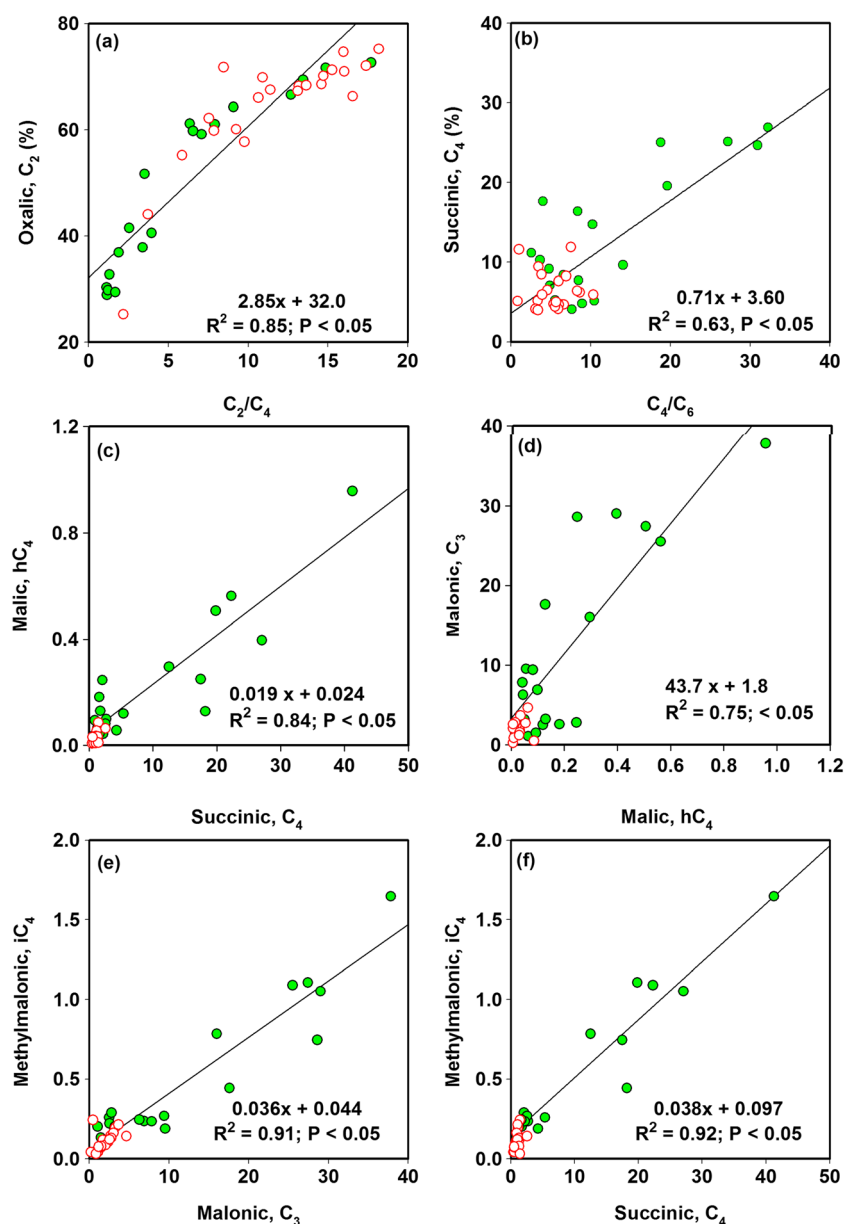 (a)
80
60
40
20
0
5
10
15
20
Oxalic, C2 (%)
C2/C4
2.85x + 32.0
R2 = 0.85; P < 0.05
(b)
40
30
20
10
0
0
10
20
30
40
Succinic, C4 (%)
C4/C6
0.71x + 3.60
R2 = 0.63, P < 0.05
(c)
1.2
0.8
0.4
0.0
0
10
20
30
40
50
Malic, hC4
Succinic, C4
0.019 x + 0.024
R2 = 0.84; P < 0.05
(d)
40
30
20
10
0
0.0
0.2
0.4
0.6
0.8
1.0
1.2
Malonic, C3
Malic, hC4
43.7 x + 1.8
R2 = 0.75; < 0.05
(e)
2.0
1.5
1.0
0.5
0.0
0
10
20
30
40
Methylmalonic, iC4
Malonic, C3
0.036x + 0.044
R2 = 0.91; P < 0.05
(f)
2.0
1.5
1.0
0.5
0.0
0
10
20
30
40
50
Methylmalonic, iC4
Succinic, C4
0.038x + 0.097
R2 = 0.92; P < 0.05